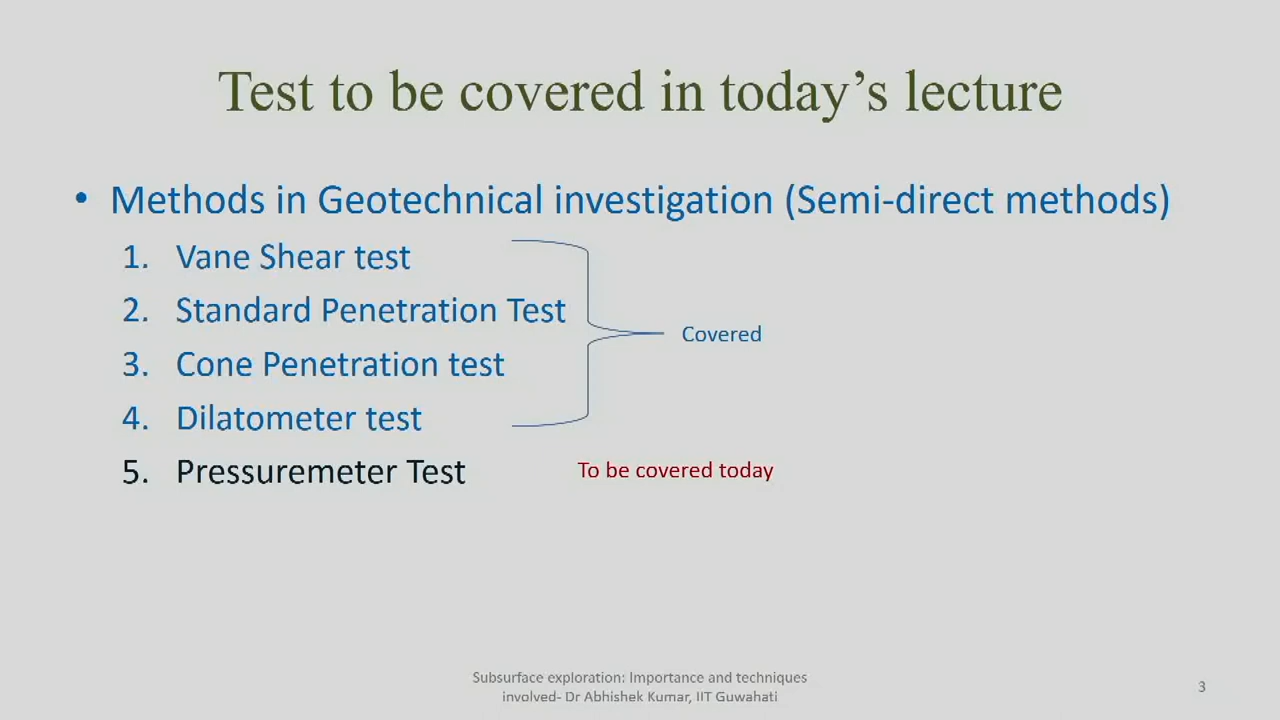 Test to be covered in today’s lecture
• Methods in Geotechnical investigation (Semi-direct methods)
1. Vane Shear test
2. Standard Penetration Test
3. Cone Penetration test
4. Dilatometer test
Covered
5. Pressuremeter Test
To be covered today
Subsurface exploration: Importance and techniques
involved- Dr Abhishek Kumar, IIT Guwahati
3